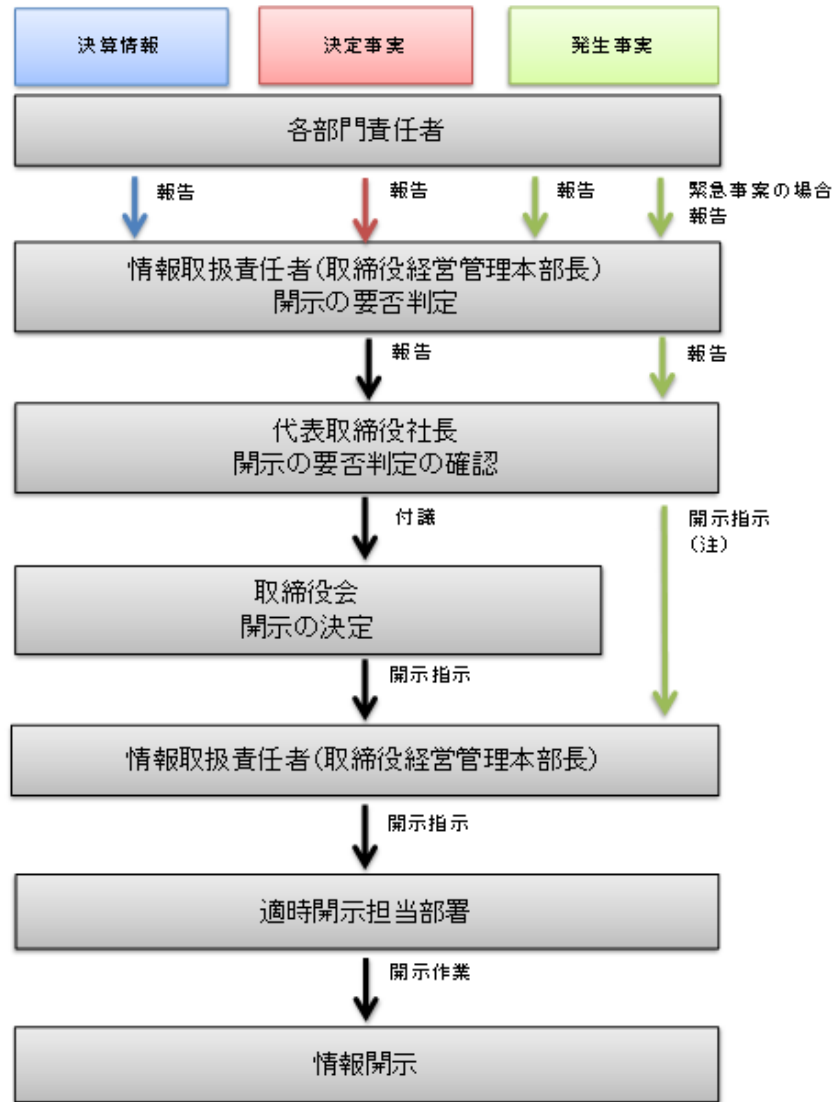 決算情報
決定事実
発生事実
各部門責任者
報告
報告
報告
緊急事案の場合
報告
情報取扱責任者(取締役経営管理本部長)
開示の要否判定
報告
報告
代表取締役社長
開示の要否判定の確認
付議
開示指示
(注)
取締役会
開示の決定
開示指示
情報取扱責任者(取締役経営管理本部長)
開示指示
適時開示担当部署
開示作業
情報開示